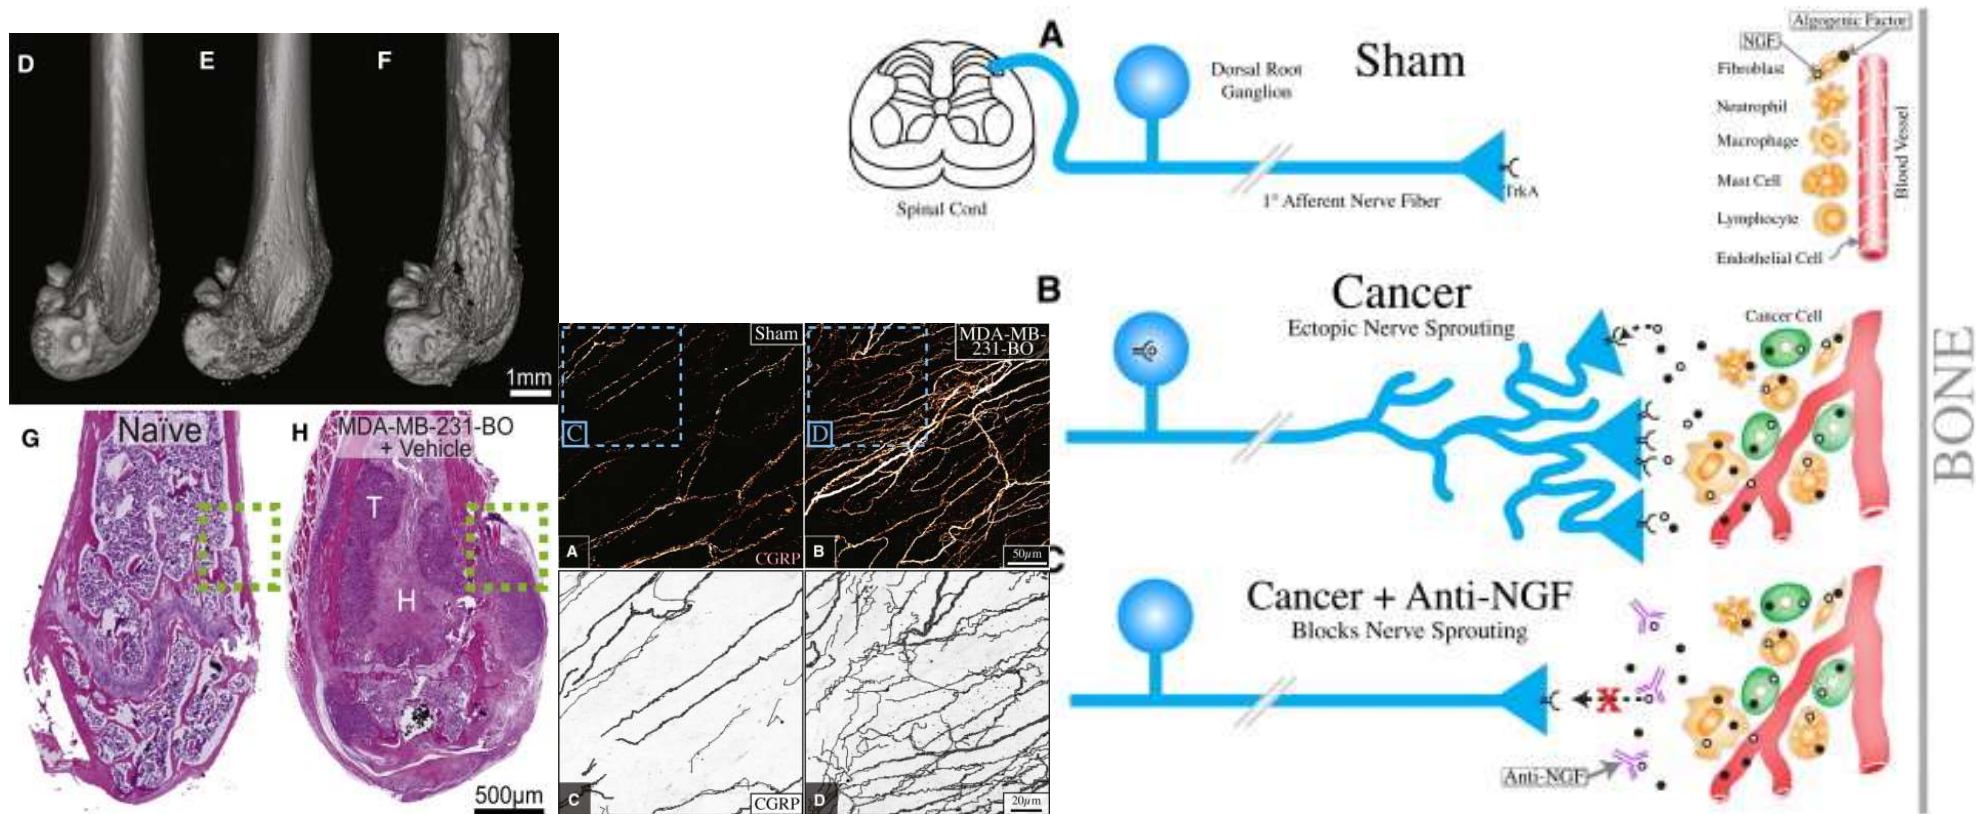 D
E
F
1mm
G
Naïve
H
MDA-MB-231-BO
+ Vehicle
T
H
500µm
Sham
MDA-MB-
231-BO
C
D
A
CGRP
B
50µm
C
CGRP
D
20µm
A
Sham
Dorsal Root
Ganglion
Spinal Cord
1° Afferent Nerve Fiber
TrkA
Algogenic Factor
NGF
Fibroblast
Neutrophil
Macrophage
Mast Cell
Lymphocyte
Endothelial Cell
Blood Vessel
B
Cancer
Ectopic Nerve Sprouting
Cancer Cell
C
Cancer + Anti-NGF
Blocks Nerve Sprouting
X
Anti-NGF
BONE